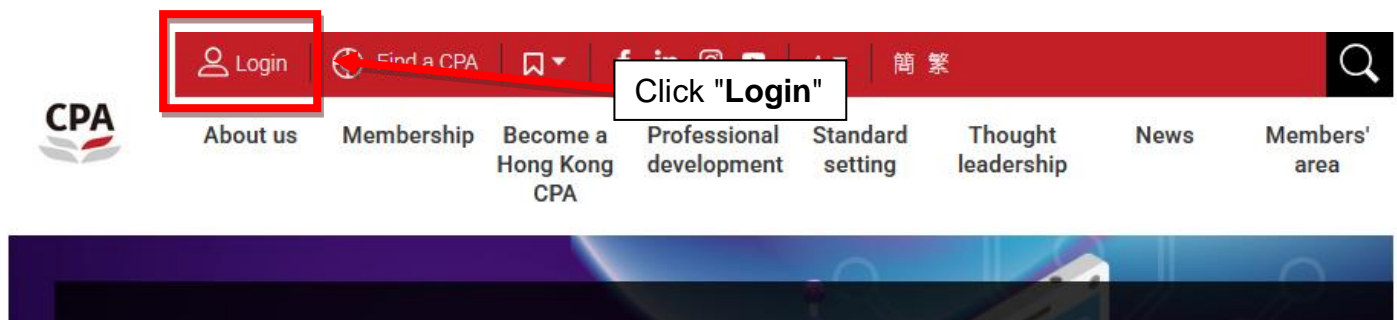 Login
Find a CPA
簡 繁
Click "Login"
CPA
About us
Membership
Become a
Hong Kong
CPA
Professional
development
Standard
setting
Thought
leadership
News
Members'
area